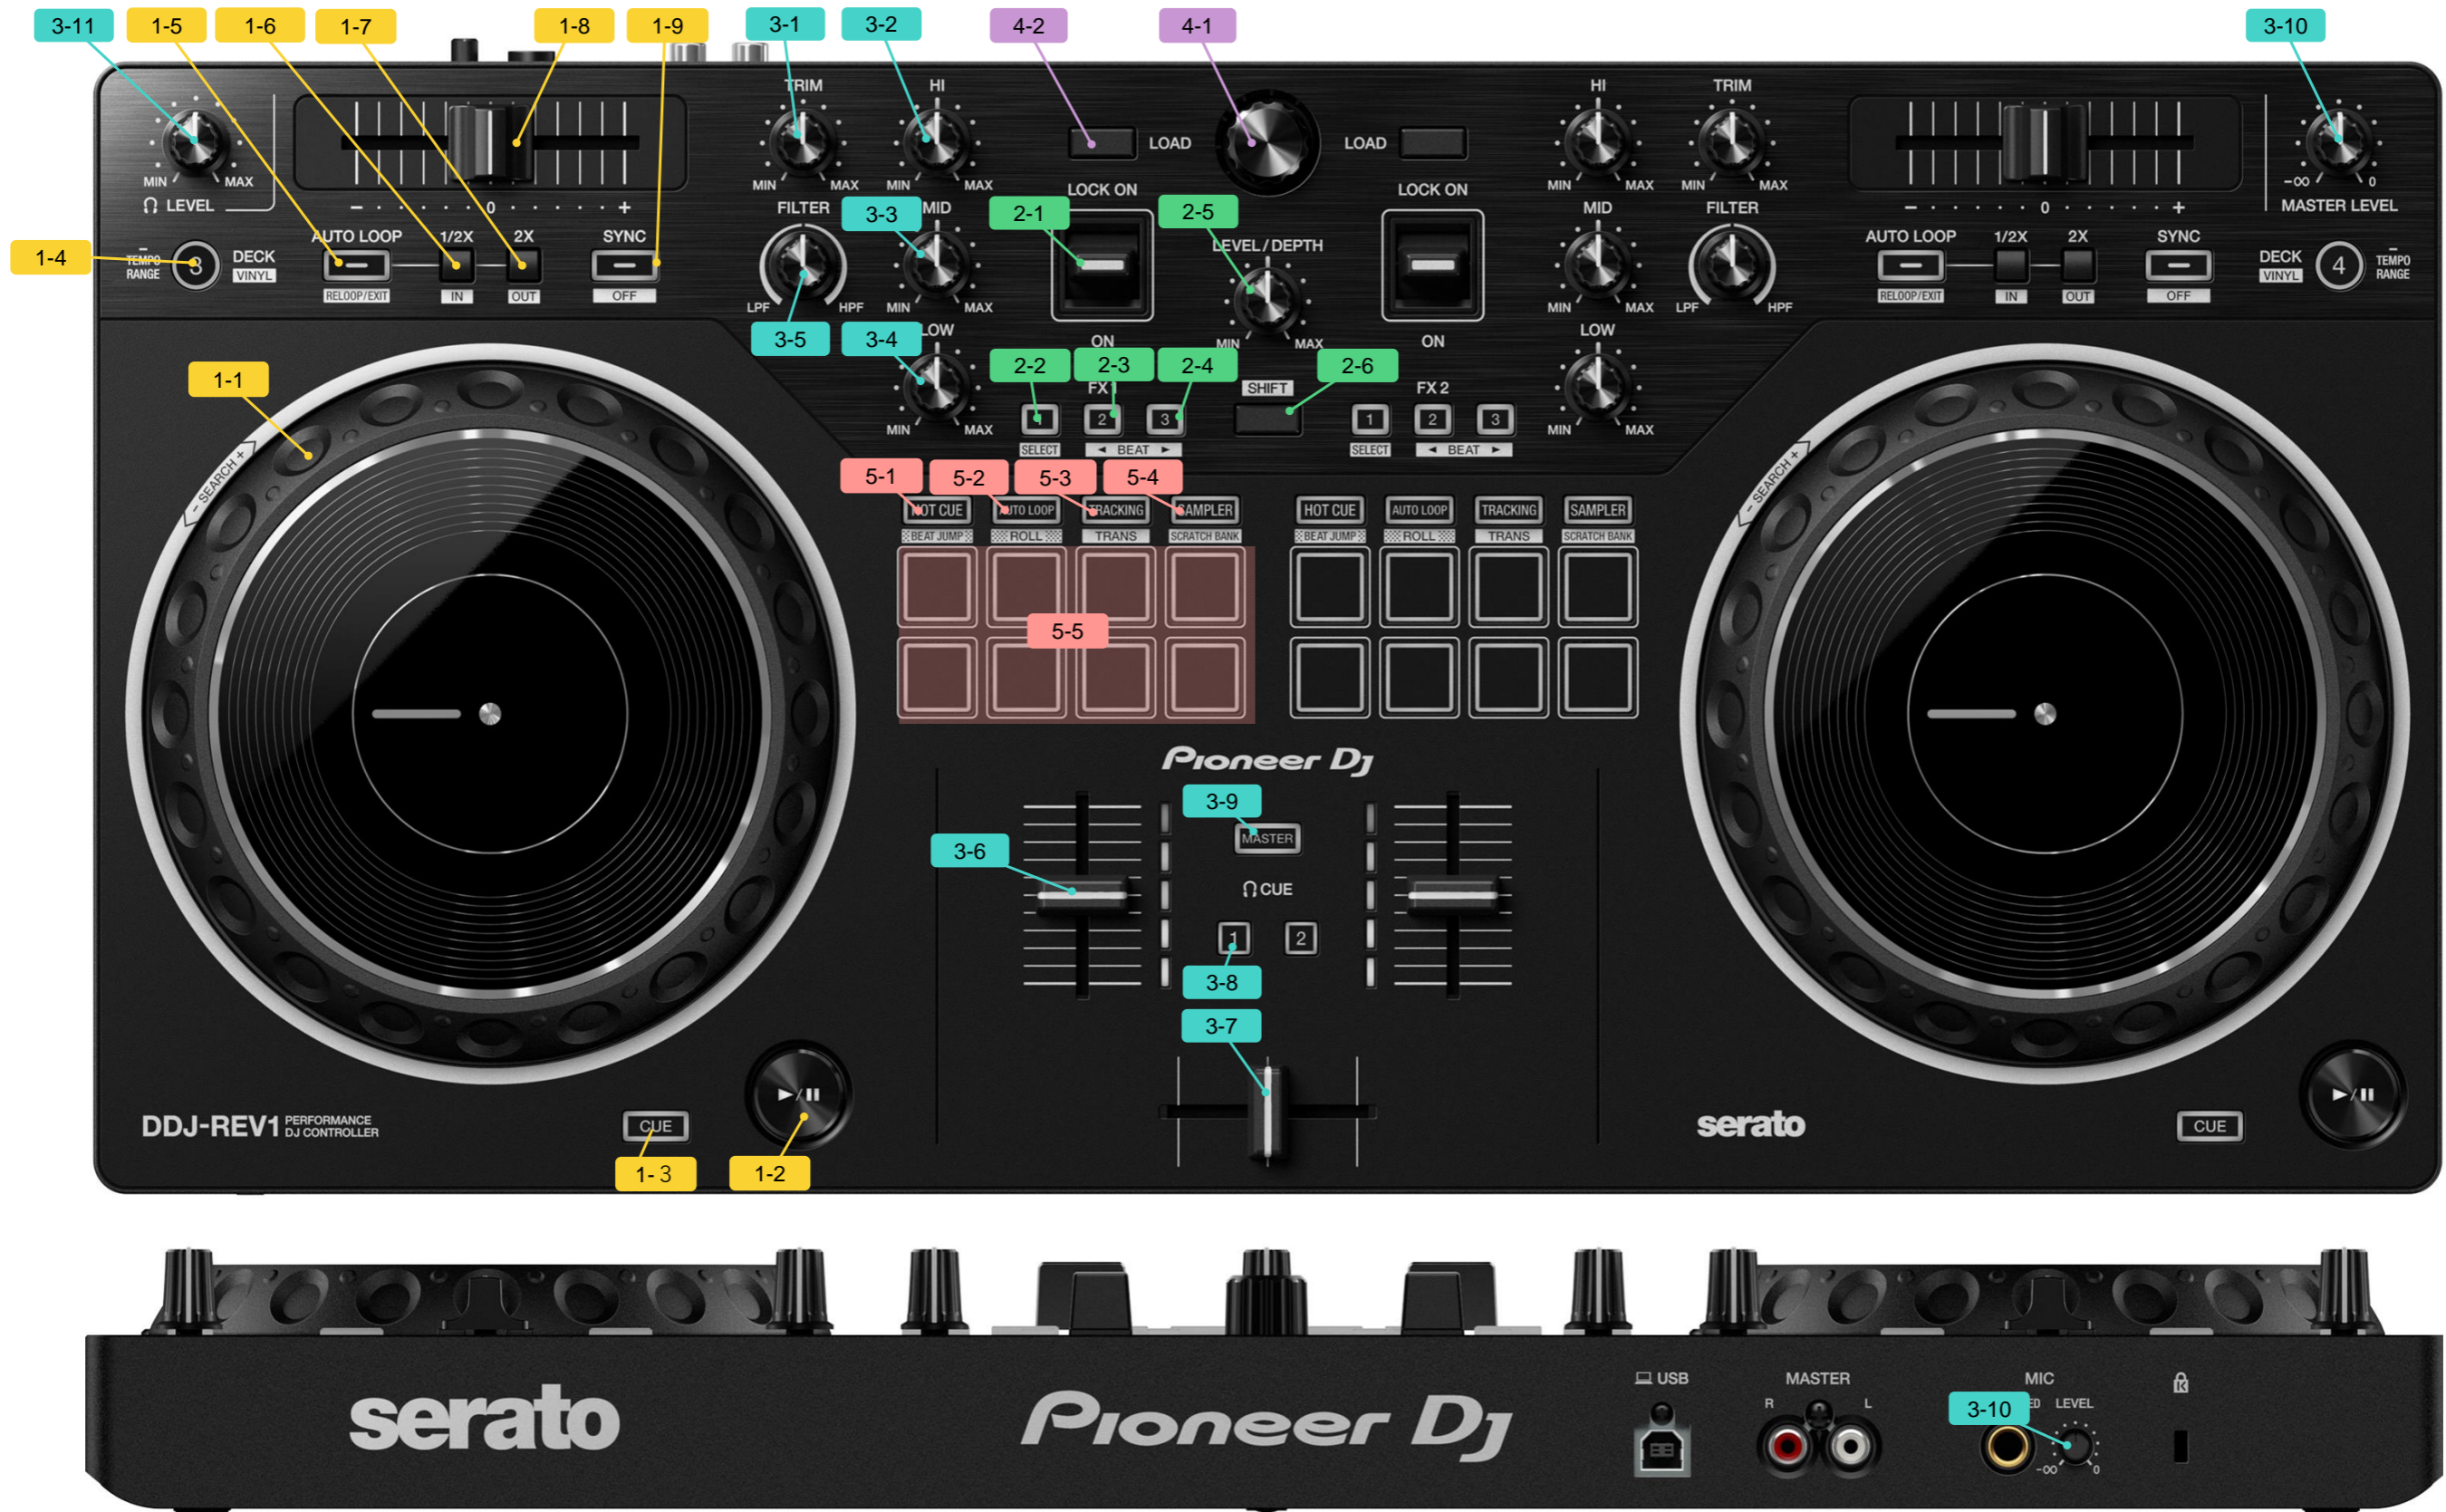 3-11 1-5 1-6 1-7 1-8 1-9 3-1 3-2 4-2 4-1 3-10
TRIM HI HI TRIM
LOAD LOAD
MIN MAX MIN MAX MIN MAX MIN MAX MIN MAX -∞ 0
LEVEL - 0 + LOCK ON LOCK ON - 0 + MASTER LEVEL
FILTER 3-3 MID 2-1 2-5 MID FILTER
AUTO LOOP 1/2X 2X SYNC LEVEL/DEPTH AUTO LOOP 1/2X 2X SYNC
1-4 - TEMPO RANGE 3 DECK VINYL DECK VINYL 4 - TEMPO RANGE
RELOOP/EXIT IN OUT OFF RELOOP/EXIT IN OUT OFF
LPF HPF MIN MAX MIN MAX LPF HPF
3-5 3-4 LOW ON MIN MAX ON LOW
1-1 2-2 2-3 2-4 2-6
FX SHIFT FX 2
1 2 3 1 2 3
MIN MAX SELECT ◄ BEAT ► SELECT ◄ BEAT ► MIN MAX
- SEARCH + - SEARCH +
5-1 5-2 5-3 5-4
HOT CUE AUTO LOOP TRACKING SAMPLER HOT CUE AUTO LOOP TRACKING SAMPLER
BEAT JUMP ROLL TRANS SCRATCH BANK BEAT JUMP ROLL TRANS SCRATCH BANK
5-5
Pioneer Dj
3-9
MASTER
3-6
CUE
1 2
3-8
3-7
DDJ-REV1 PERFORMANCE DJ CONTROLLER CUE ►/II serato CUE ►/II
1-3 1-2
USB MASTER MIC
R L 3-10 LEVEL
serato Pioneer Dj
-∞ 0
K